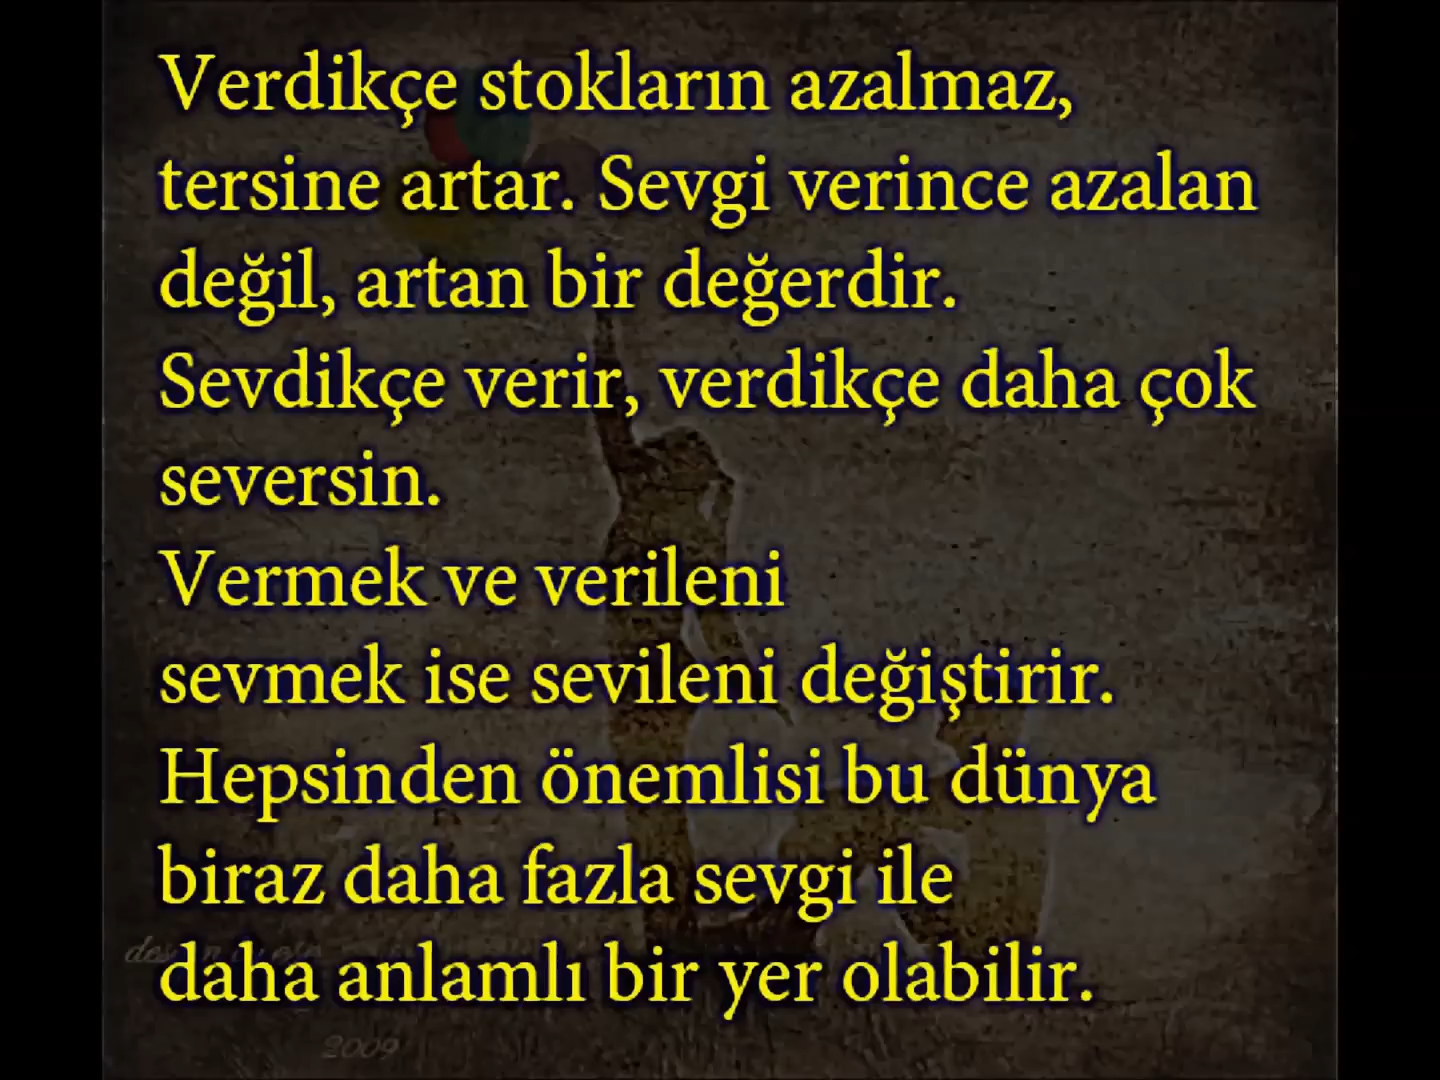 Verdikçe stokların azalmaz,
tersine artar. Sevgi verince azalan
değil, artan bir değerdir.
Sevdikçe verir, verdikçe daha çok
seversin.
Vermek ve verileni
sevmek ise sevileni değiştirir.
Hepsinden önemlisi bu dünya
biraz daha fazla sevgi ile
daha anlamlı bir yer olabilir.
2009